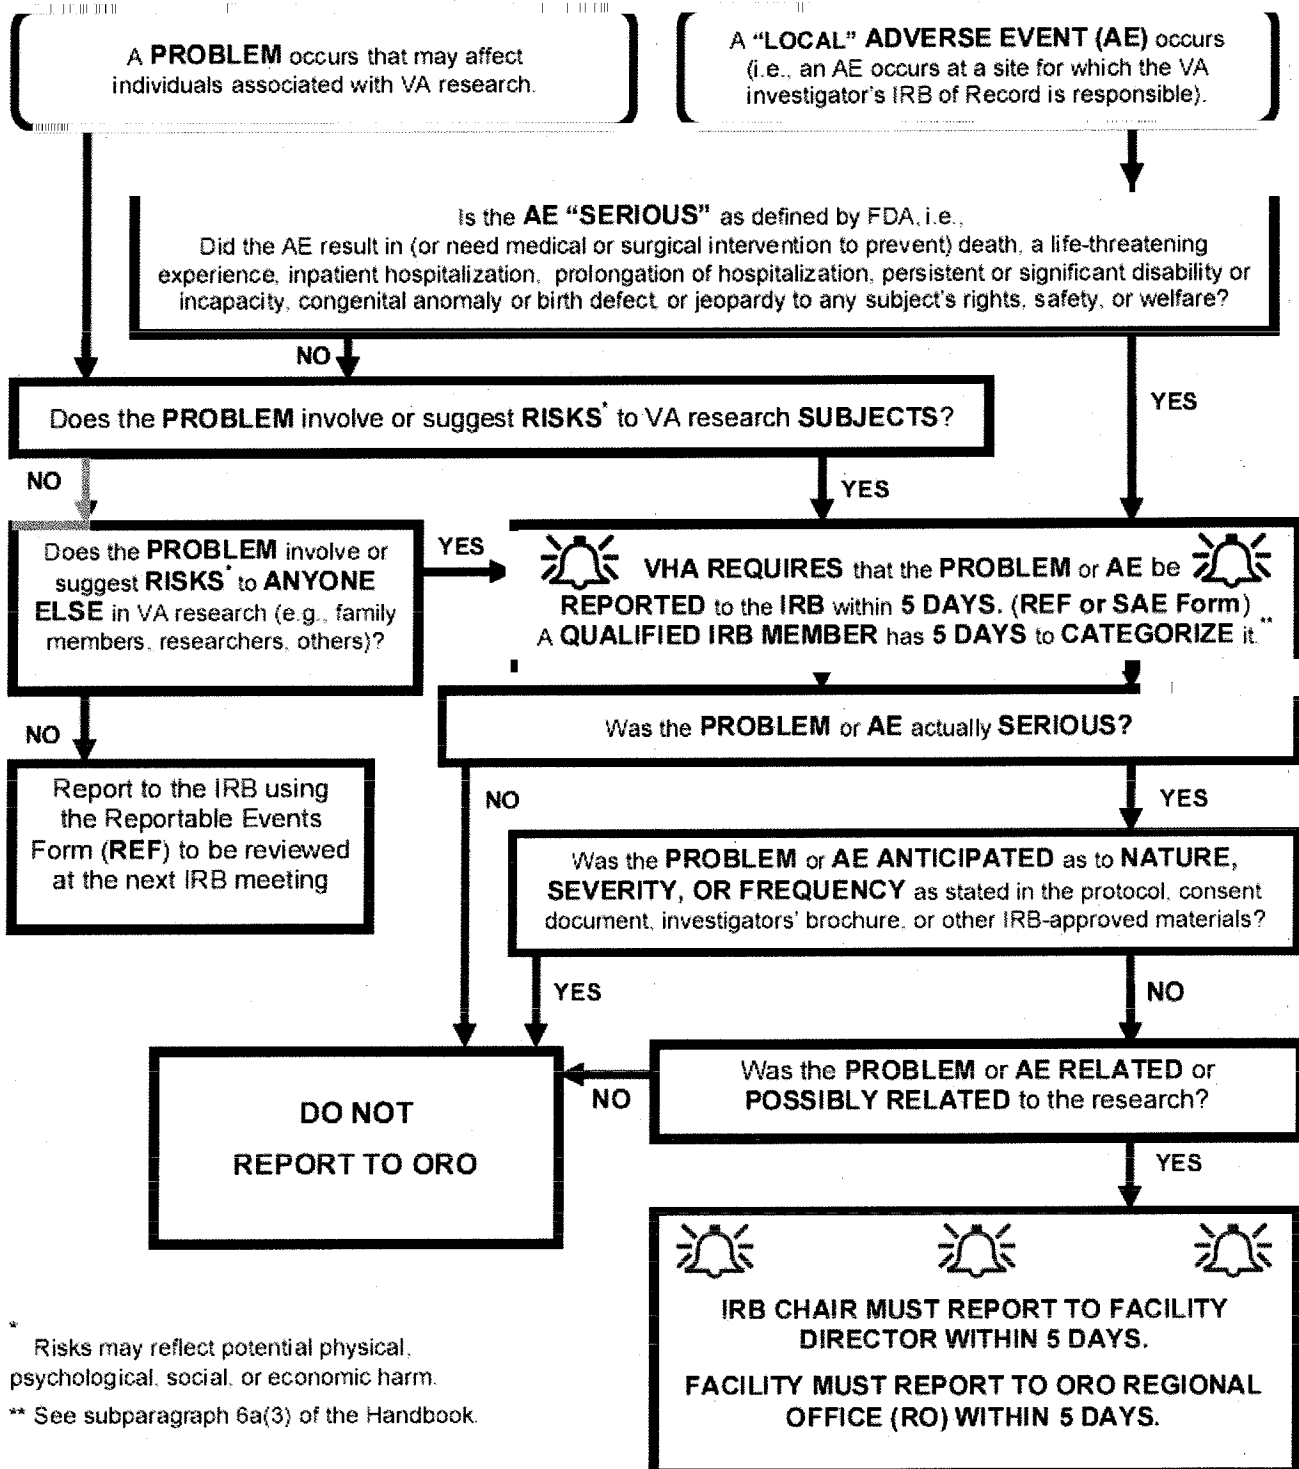 A PROBLEM occurs that may affect
individuals associated with VA research.
A “LOCAL” ADVERSE EVENT (AE) occurs
(i.e., an AE occurs at a site for which the VA
investigator's IRB of Record is responsible).
Is the AE “SERIOUS” as defined by FDA, i.e.,
Did the AE result in (or need medical or surgical intervention to prevent) death, a life-threatening
experience, inpatient hospitalization, prolongation of hospitalization, persistent or significant disability or
incapacity, congenital anomaly or birth defect, or jeopardy to any subject's rights, safety, or welfare?
NO
YES
Does the PROBLEM involve or suggest RISKS* to VA research SUBJECTS?
NO
YES
Does the PROBLEM involve or
suggest RISKS* to ANYONE
ELSE in VA research (e.g., family
members, researchers, others)?
YES
VHA REQUIRES that the PROBLEM or AE be
REPORTED to the IRB within 5 DAYS. (REF or SAE Form)
A QUALIFIED IRB MEMBER has 5 DAYS to CATEGORIZE it.**
NO
Was the PROBLEM or AE actually SERIOUS?
Report to the IRB using
the Reportable Events
Form (REF) to be reviewed
at the next IRB meeting
NO
YES
Was the PROBLEM or AE ANTICIPATED as to NATURE,
SEVERITY, OR FREQUENCY as stated in the protocol, consent
document, investigators' brochure, or other IRB-approved materials?
YES
NO
DO NOT
REPORT TO ORO
NO
Was the PROBLEM or AE RELATED or
POSSIBLY RELATED to the research?
YES
IRB CHAIR MUST REPORT TO FACILITY
DIRECTOR WITHIN 5 DAYS.
FACILITY MUST REPORT TO ORO REGIONAL
OFFICE (RO) WITHIN 5 DAYS.
*
Risks may reflect potential physical,
psychological, social, or economic harm.
** See subparagraph 6a(3) of the Handbook.